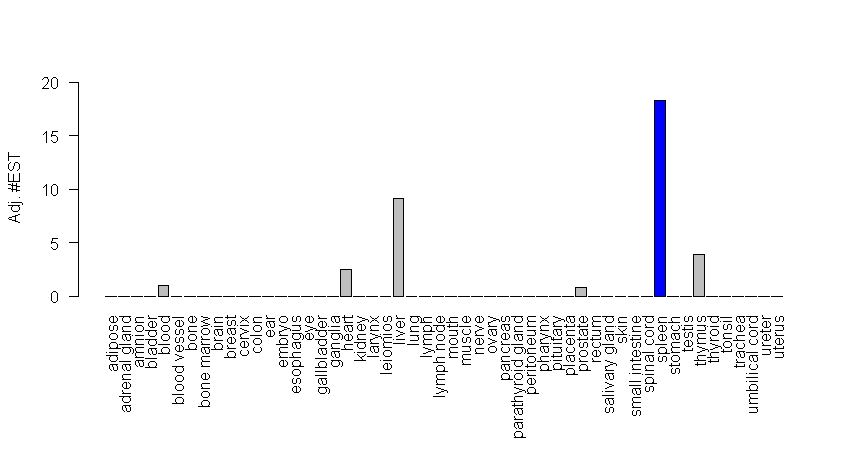 Adj. #EST
20
15
10
5
0
adipose
adrenal gland
amnion
bladder
blood
blood vessel
bone
bone marrow
brain
breast
cervix
colon
ear
embryo
esophagus
eye
gallbladder
ganglia
heart
kidney
larynx
leiomios
liver
lung
lymph
lymph node
mouth
muscle
nerve
ovary
pancreas
parathyroid gland
peritoneum
pharynx
pituitary
placenta
prostate
rectum
salivary gland
skin
small intestine
spinal cord
spleen
stomach
testis
thymus
thyroid
tonsil
trachea
umbilical cord
ureter
uterus